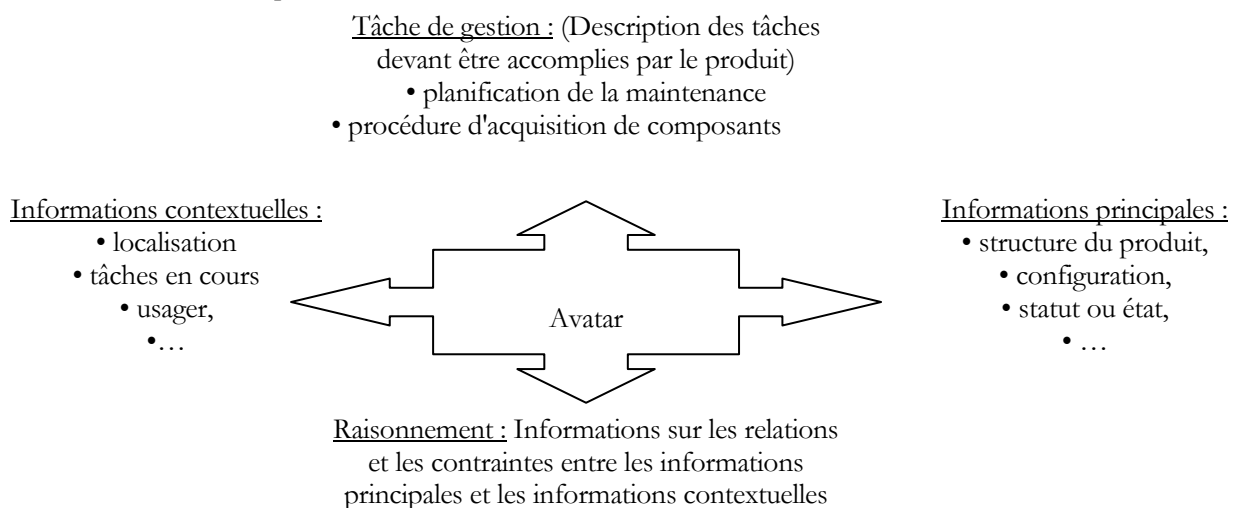 Tâche de gestion : (Description des tâches
devant être accomplies par le produit)
• planification de la maintenance
• procédure d'acquisition de composants
Informations contextuelles :
• localisation
• tâches en cours
• usager,
•…
Avatar
Informations principales :
• structure du produit,
• configuration,
• statut ou état,
• …
Raisonnement : Informations sur les relations
et les contraintes entre les informations
principales et les informations contextuelles